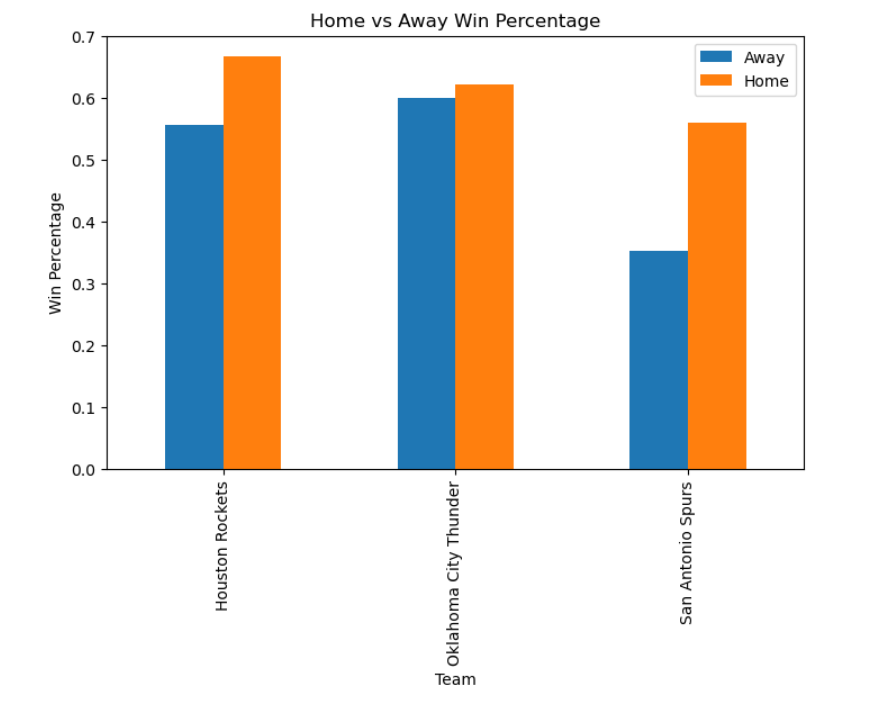 Home vs Away Win Percentage
0.7
0.6
0.5
0.4
0.3
0.2
0.1
0.0
Win Percentage
Away
Home
Houston Rockets
Oklahoma City Thunder
San Antonio Spurs
Team